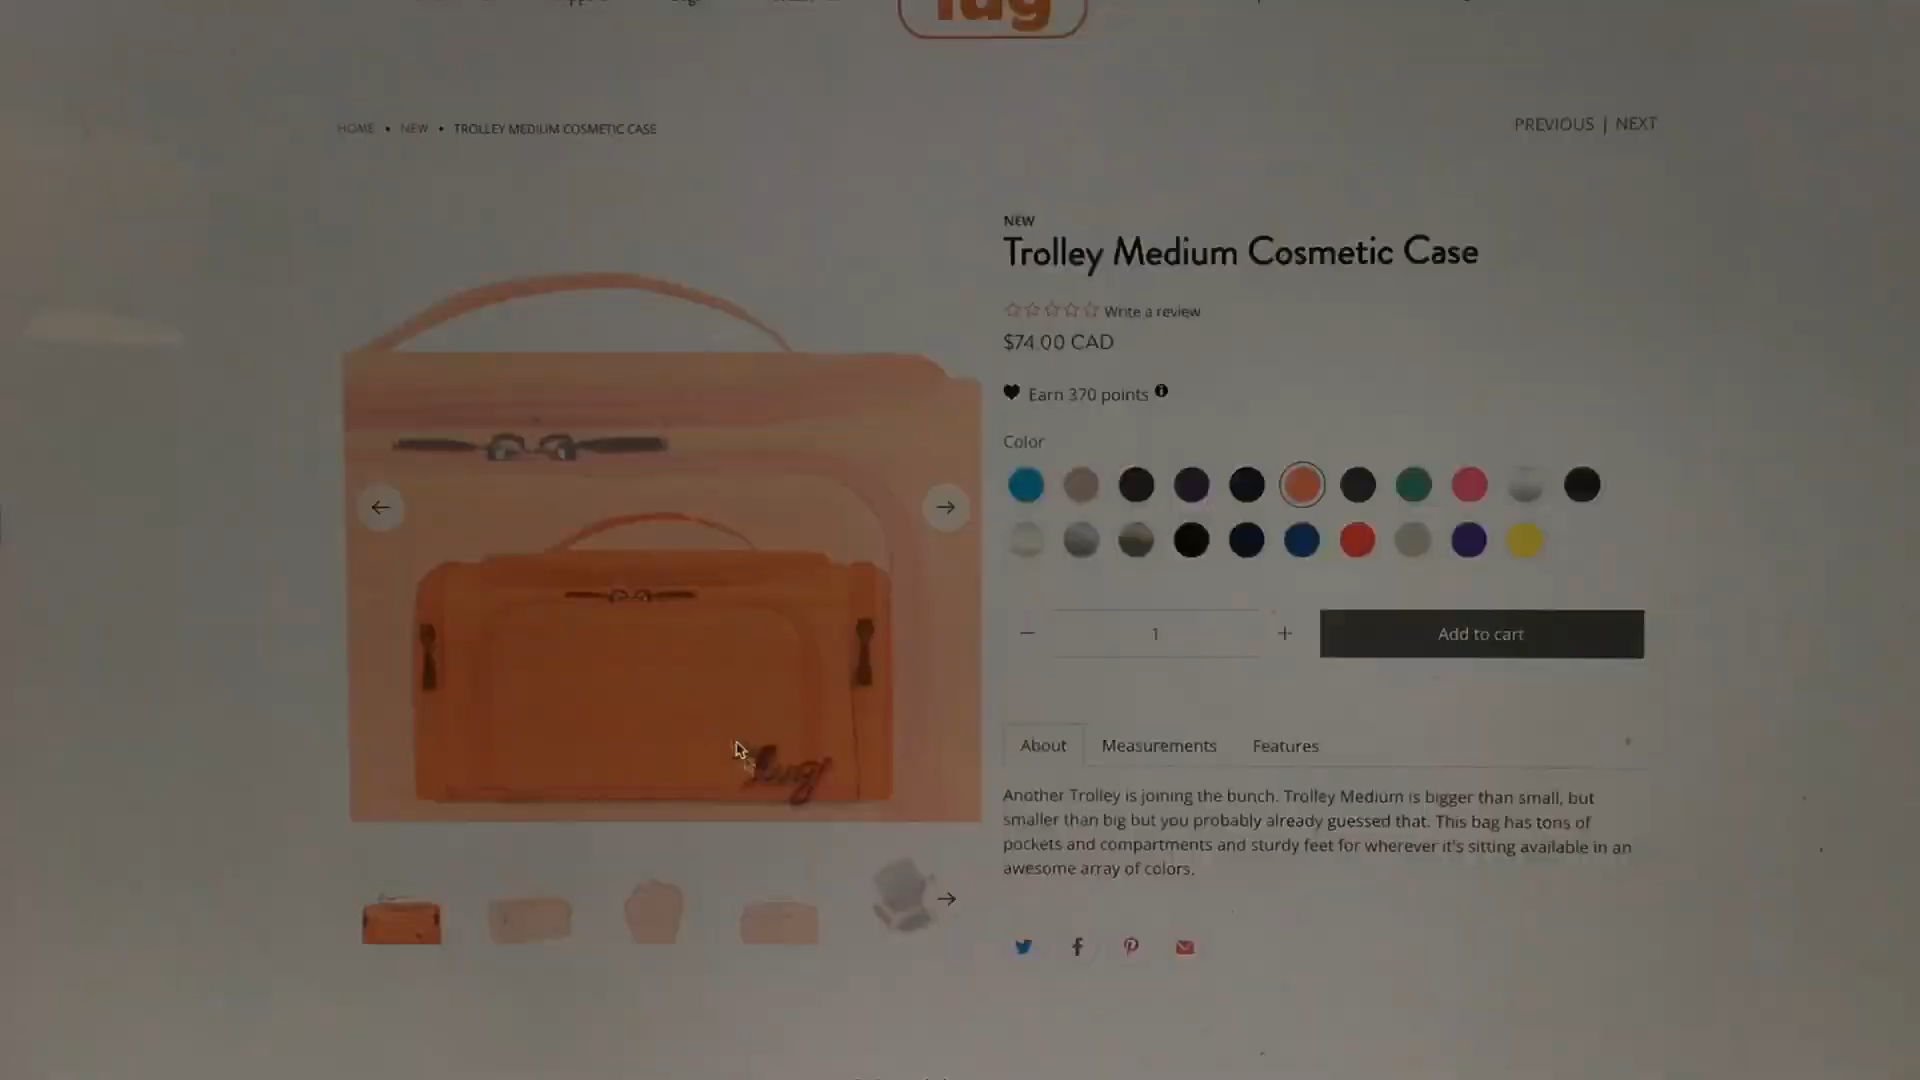 lug
HOME • NEW • TROLLEY MEDIUM COSMETIC CASE
PREVIOUS | NEXT
NEW
Trolley Medium Cosmetic Case
Write a review
$74.00 CAD
Earn 370 points
Color
1
Add to cart
Lug
About Measurements Features
Another Trolley is joining the bunch. Trolley Medium is bigger than small, but
smaller than big but you probably already guessed that. This bag has tons of
pockets and compartments and sturdy feet for wherever it's sitting available in an
awesome array of colors.